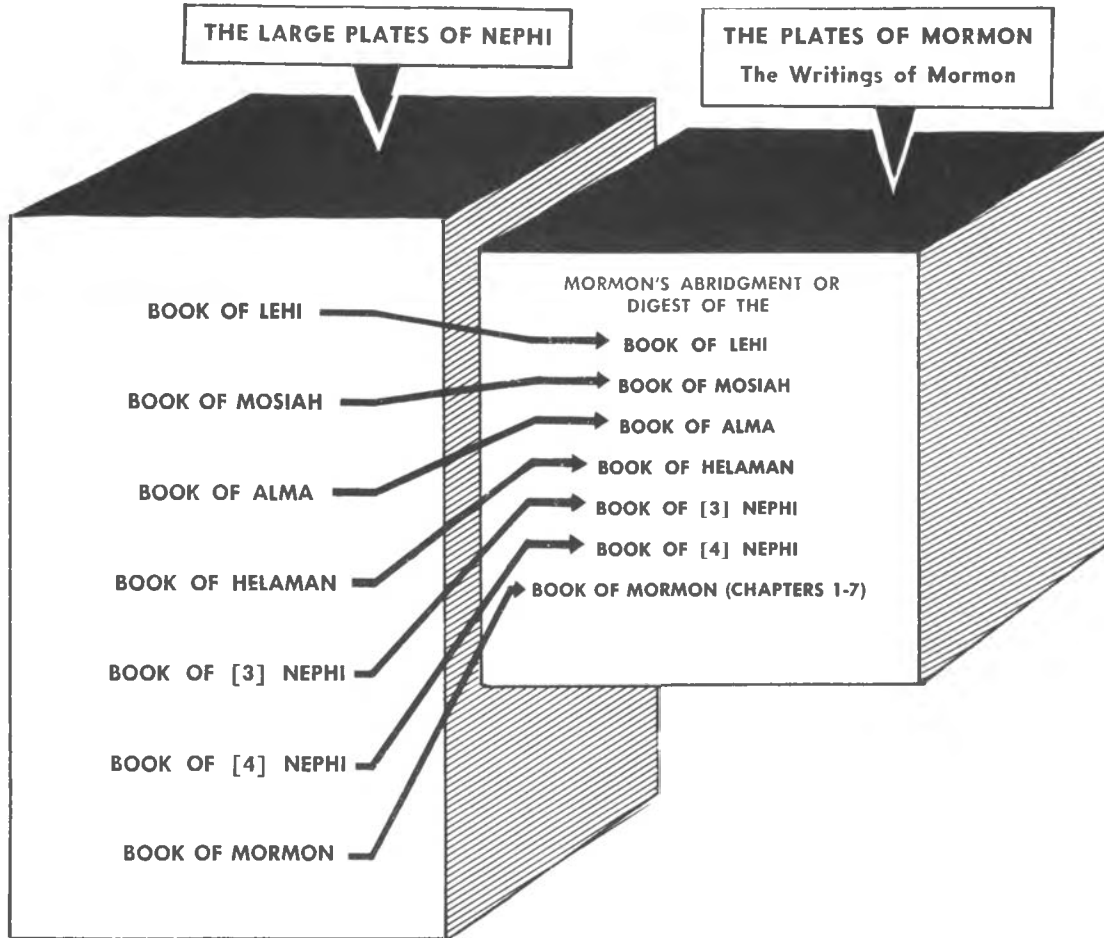 THE LARGE PLATES OF NEPHI
THE PLATES OF MORMON
The Writings of Mormon
BOOK OF LEHI
BOOK OF MOSIAH
BOOK OF ALMA
BOOK OF HELAMAN
BOOK OF [3] NEPHI
BOOK OF [4] NEPHI
BOOK OF MORMON
MORMON'S ABRIDGMENT OR
DIGEST OF THE
BOOK OF LEHI
BOOK OF MOSIAH
BOOK OF ALMA
BOOK OF HELAMAN
BOOK OF [3] NEPHI
BOOK OF [4] NEPHI
BOOK OF MORMON (CHAPTERS 1-7)